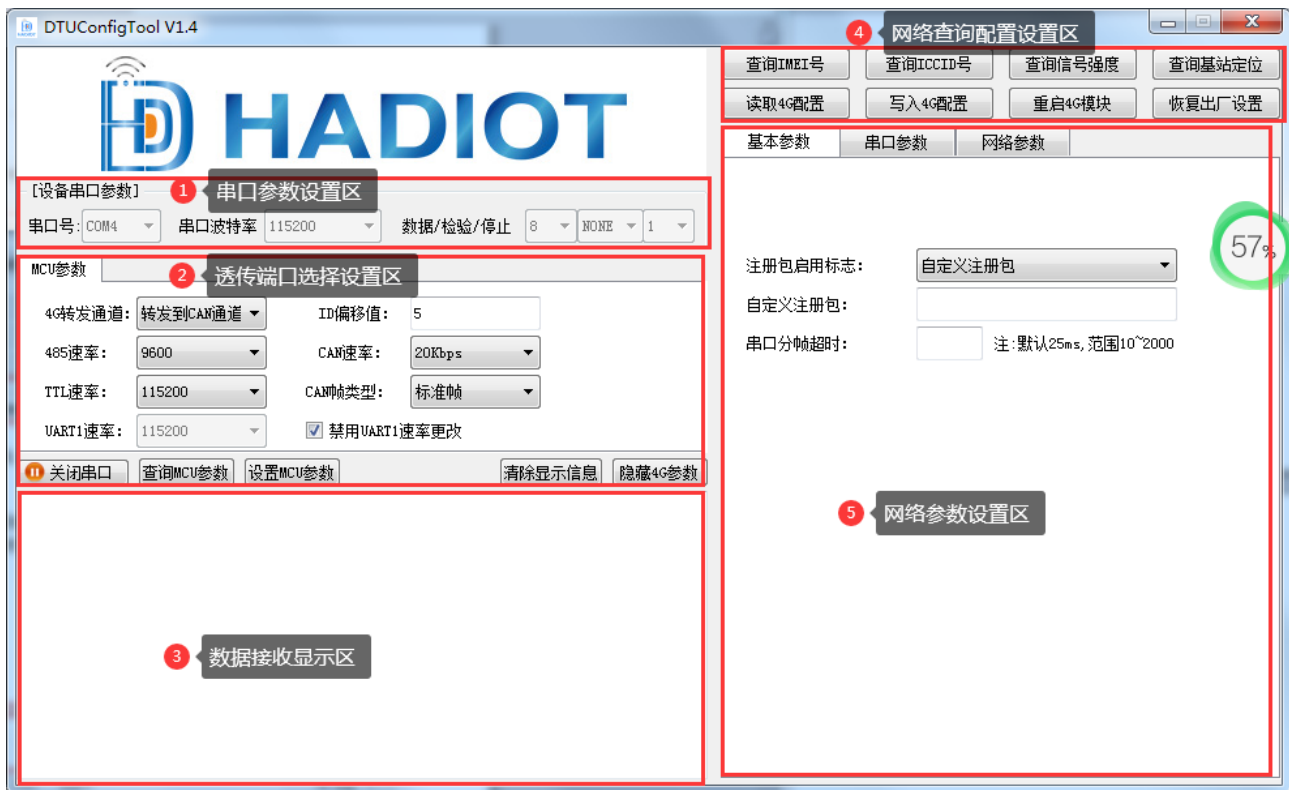 DTUConfigTool V1.4
4 网络查询配置设置区
HADIOT
查询IMEI号 查询ICCID号 查询信号强度 查询基站定位
读取4G配置 写入4G配置 重启4G模块 恢复出厂设置
[设备串口参数] 1 串口参数设置区
串口号: COM4 串口波特率 115200 数据/检验/停止 8 NONE 1
MCU参数 2 透传端口选择设置区
4G转发通道: 转发到CAN通道 ID偏移值: 5
485速率: 9600 CAN速率: 20Kbps
TTL速率: 115200 CAN帧类型: 标准帧
UART1速率: 115200 禁用UART1速率更改
关闭串口 查询MCU参数 设置MCU参数 清除显示信息 隐藏4G参数
3 数据接收显示区
基本参数 串口参数 网络参数
57%
注册包启用标志: 自定义注册包
自定义注册包:
串口分帧超时: 注:默认25ms,范围10~2000
5 网络参数设置区